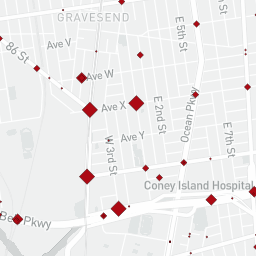 GRAVESEND
E 5th St
Ave V
86 St
Ave W
Ave X
E 2nd St
Ocean Pkwy
Ave Y
E 7th St
W 3rd St
Coney Island Hospital
Belt Pkwy